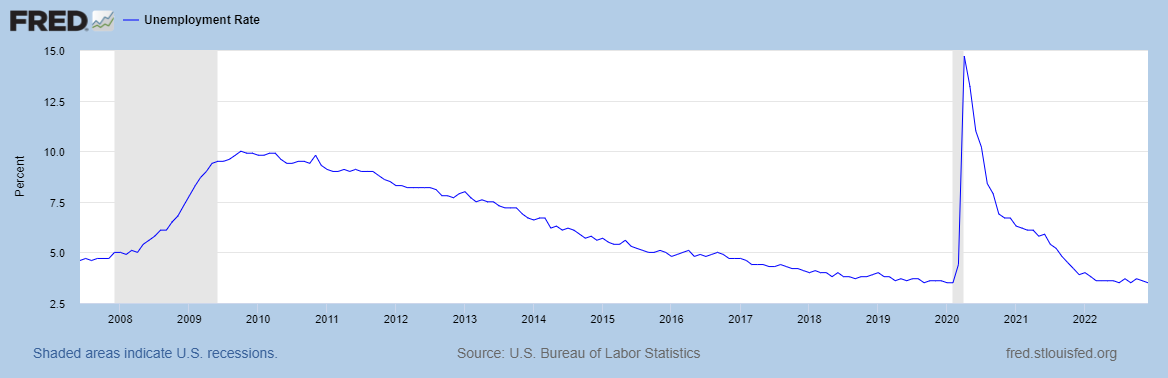 FRED
Unemployment Rate
15.0
12.5
10.0
7.5
5.0
2.5
Percent
2008 2009 2010 2011 2012 2013 2014 2015 2016 2017 2018 2019 2020 2021 2022
Shaded areas indicate U.S. recessions. Source: U.S. Bureau of Labor Statistics fred.stlouisfed.org